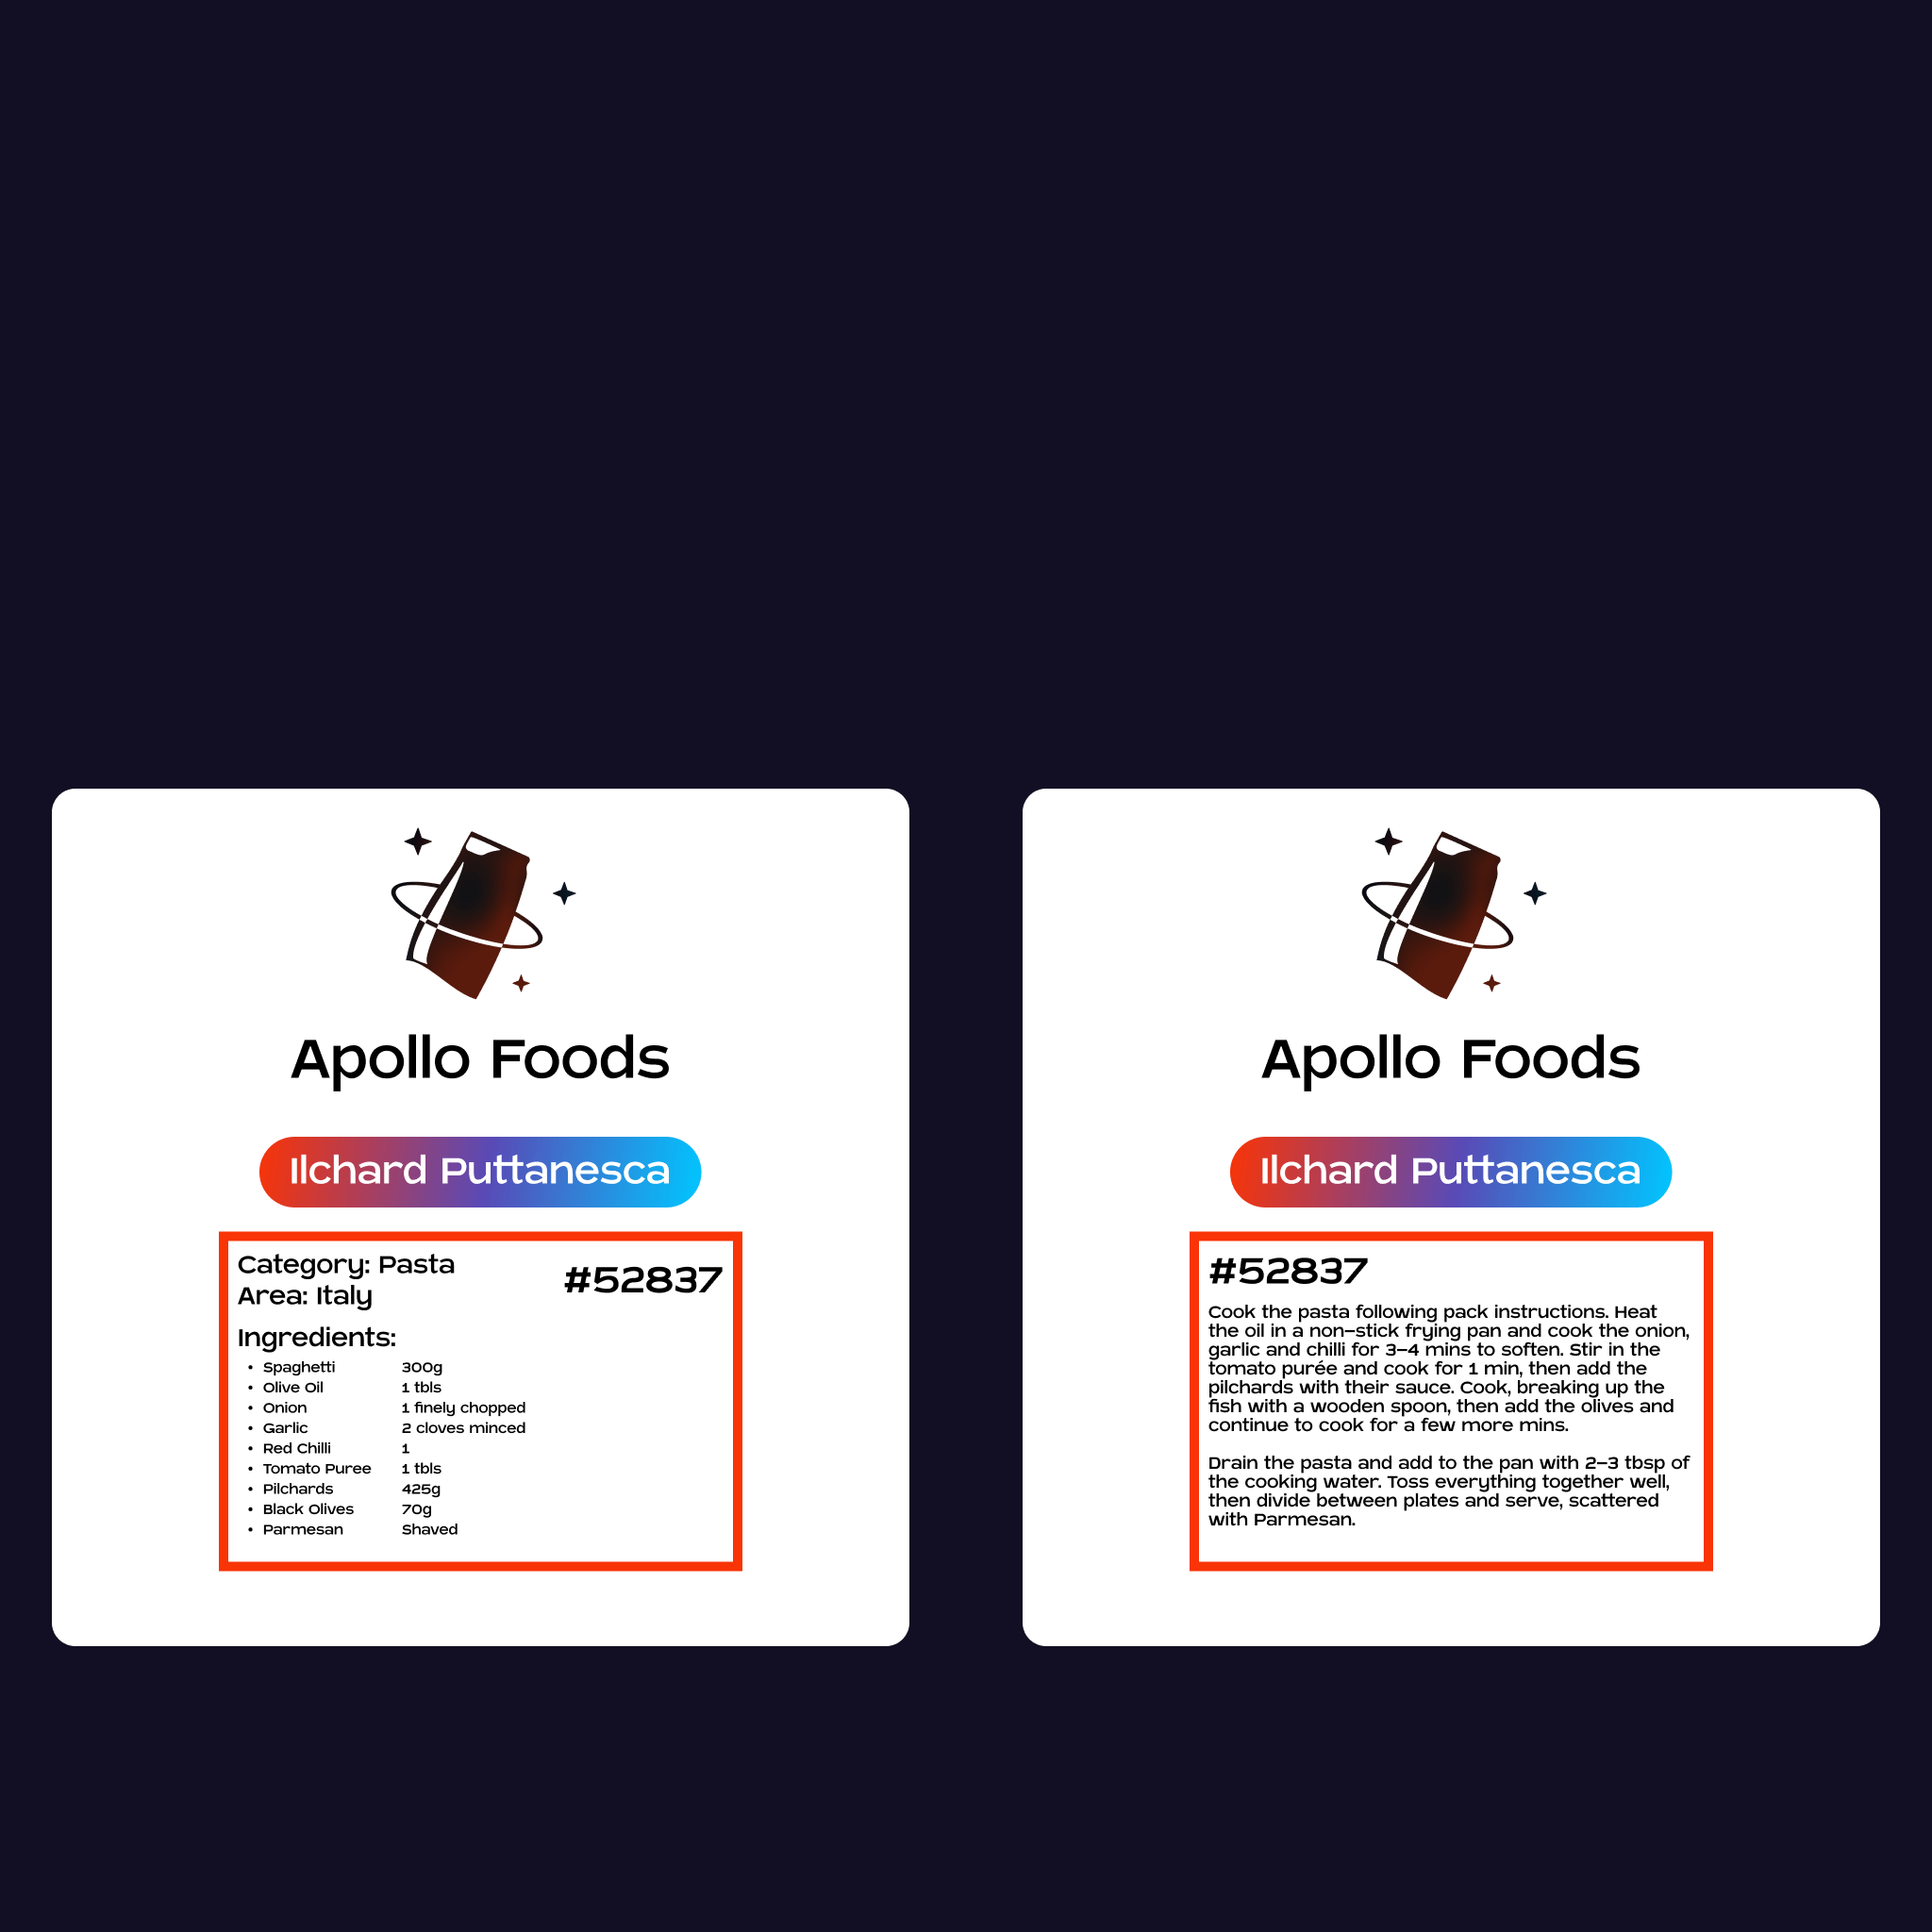 Apollo Foods
Ilchard Puttanesca
Category: Pasta
Area: Italy
#52837
Ingredients:
• Spaghetti 300g
• Olive Oil 1 tbls
• Onion 1 finely chopped
• Garlic 2 cloves minced
• Red Chilli 1
• Tomato Puree 1 tbls
• Pilchards 425g
• Black Olives 70g
• Parmesan Shaved
Apollo Foods
Ilchard Puttanesca
#52837
Cook the pasta following pack instructions. Heat
the oil in a non–stick frying pan and cook the onion,
garlic and chilli for 3–4 mins to soften. Stir in the
tomato purée and cook for 1 min, then add the
pilchards with their sauce. Cook, breaking up the
fish with a wooden spoon, then add the olives and
continue to cook for a few more mins.
Drain the pasta and add to the pan with 2–3 tbsp of
the cooking water. Toss everything together well,
then divide between plates and serve, scattered
with Parmesan.